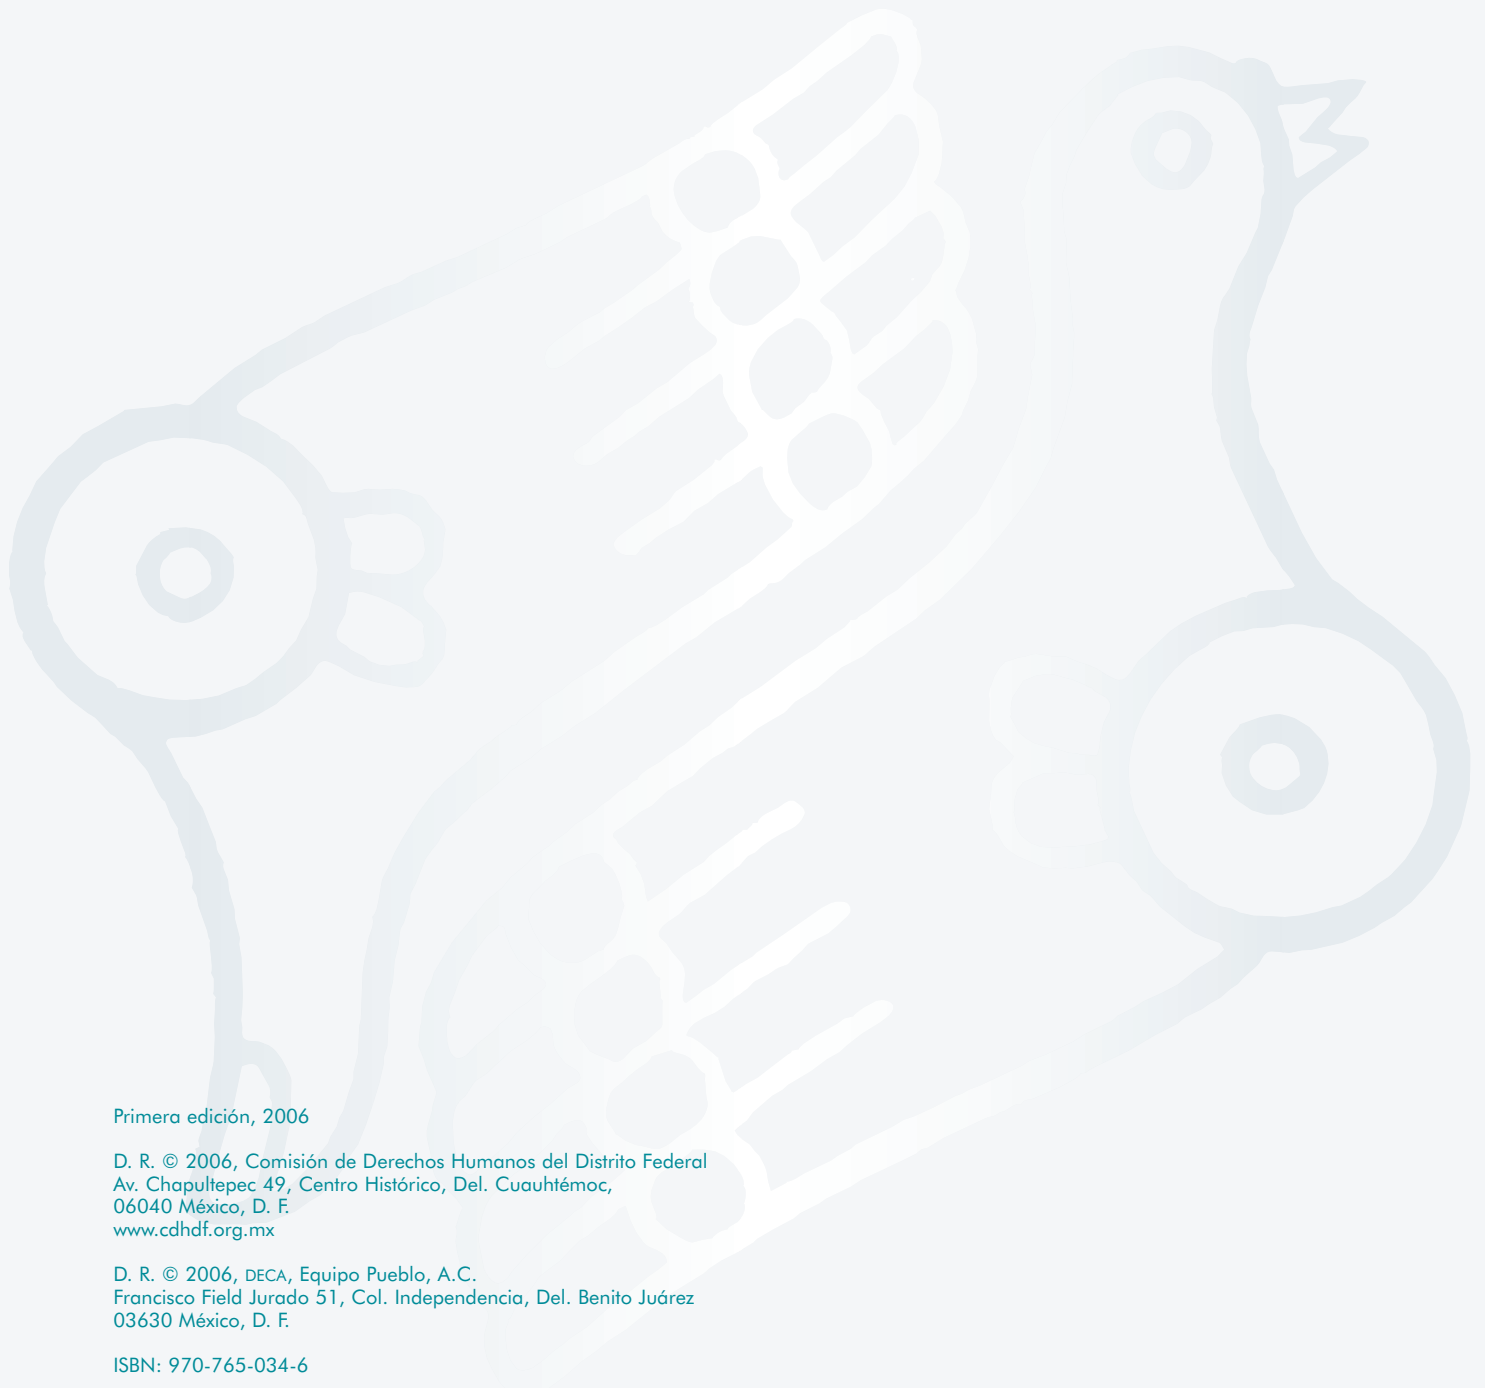 Primera edición, 2006
D. R. © 2006, Comisión de Derechos Humanos del Distrito Federal
Av. Chapultepec 49, Centro Histórico, Del. Cuauhtémoc,
06040 México, D. F.
www.cdhdf.org.mx
D. R. © 2006, DECA, Equipo Pueblo, A.C.
Francisco Field Jurado 51, Col. Independencia, Del. Benito Juárez
03630 México, D. F.
ISBN: 970-765-034-6